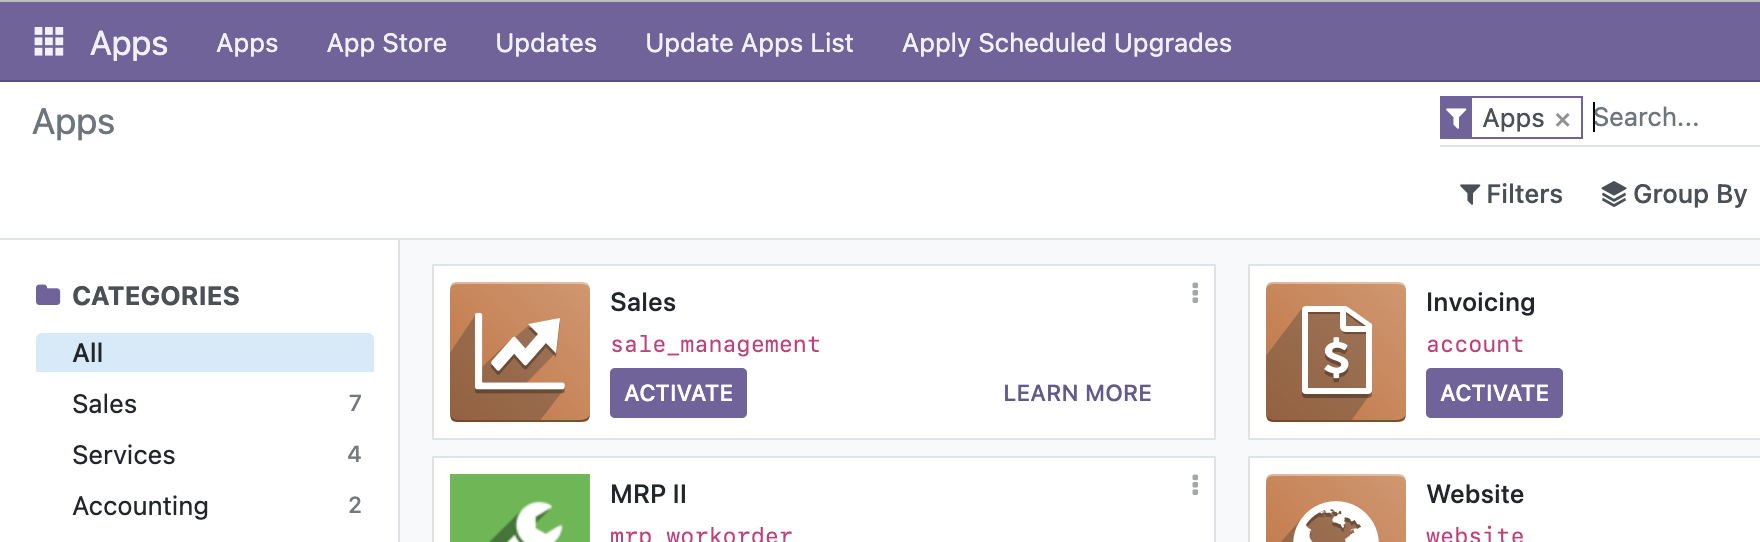 Apps Apps App Store Updates Update Apps List Apply Scheduled Upgrades
Apps
Apps × Search...
Filters Group By
CATEGORIES
All
Sales 7
Services 4
Accounting 2
Sales
sale_management
ACTIVATE LEARN MORE
Invoicing
account
ACTIVATE
MRP II
mrp_workorder
Website
website